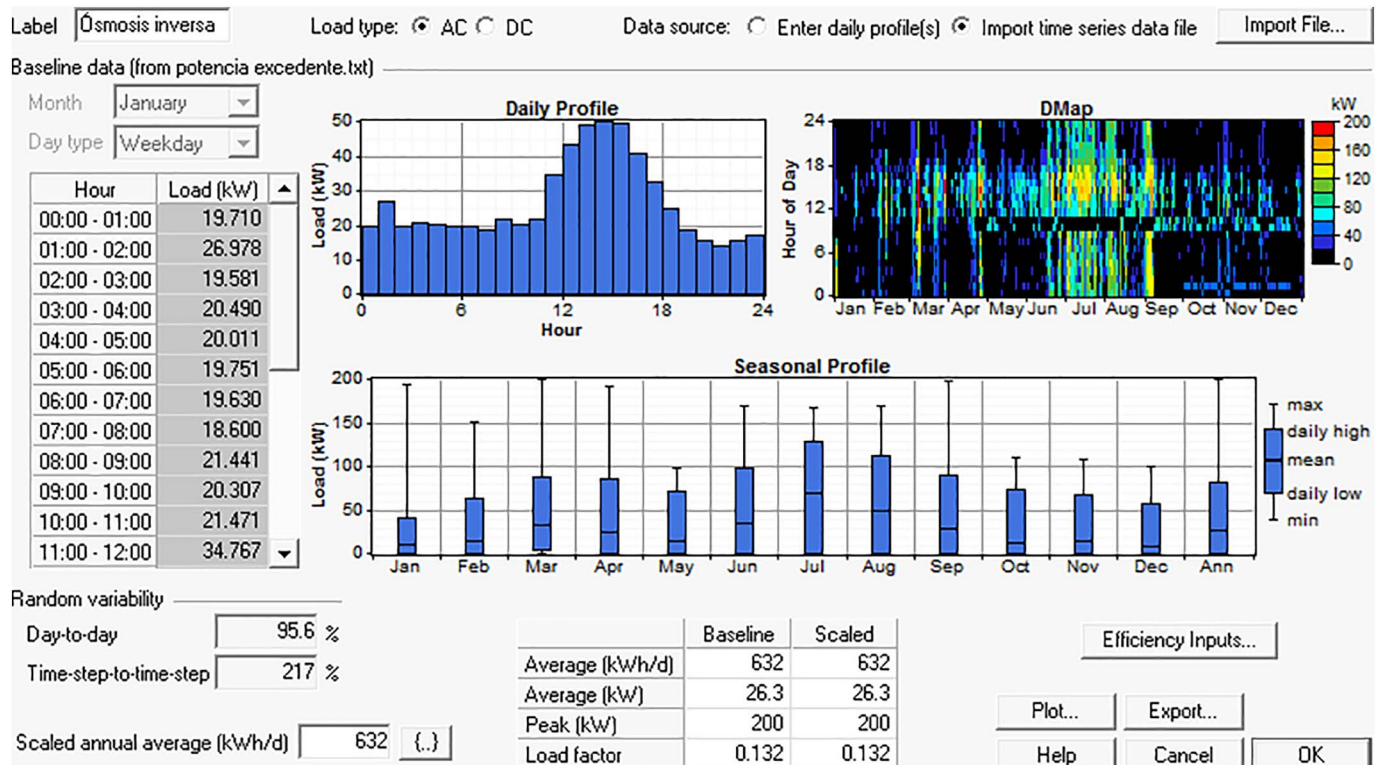 Label Ósmosis inversa Load type: AC DC Data source: Enter daily profile(s) Import time series data file Import File...
Baseline data (from potencia excedente.txt)
Month January
Day type Weekday
Hour Load (kW)
00:00 - 01:00 19.710
01:00 - 02:00 26.978
02:00 - 03:00 19.581
03:00 - 04:00 20.490
04:00 - 05:00 20.011
05:00 - 06:00 19.751
06:00 - 07:00 19.630
07:00 - 08:00 18.600
08:00 - 09:00 21.441
09:00 - 10:00 20.307
10:00 - 11:00 21.471
11:00 - 12:00 34.767
Daily Profile
Load (kW)
50
40
30
20
10
0
0 6 12 18 24
Hour
DMap
Hour of Day
24
18
12
6
0
Jan Feb Mar Apr May Jun Jul Aug Sep Oct Nov Dec
kW
200
160
120
80
40
0
Seasonal Profile
Load (kW)
200
150
100
50
0
Jan Feb Mar Apr May Jun Jul Aug Sep Oct Nov Dec Ann
max
daily high
mean
daily low
min
Random variability
Day-to-day 95.6 %
Time-step-to-time-step 217 %
Scaled annual average (kWh/d) 632 {..}
Baseline Scaled
Average (kWh/d) 632 632
Average (kW) 26.3 26.3
Peak (kW) 200 200
Load factor 0.132 0.132
Efficiency Inputs...
Plot... Export...
Help Cancel OK